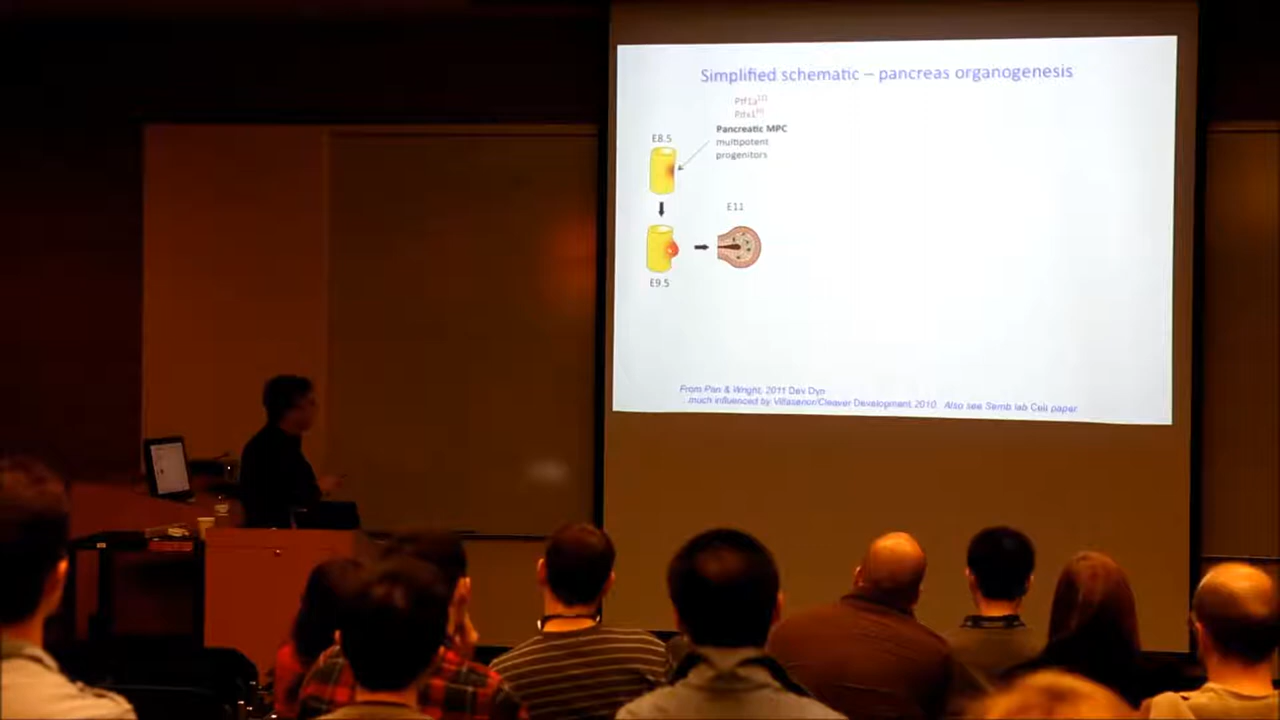 Simplified schematic – pancreas organogenesis
Pdx1
Pancreatic MPC
multipotent
progenitors
E8.5
E11
E9.5
From Pan & Wright, 2011 Dev Dyn
much influenced by Villasenor/Cleaver Development, 2010. Also see Semb lab Cell paper